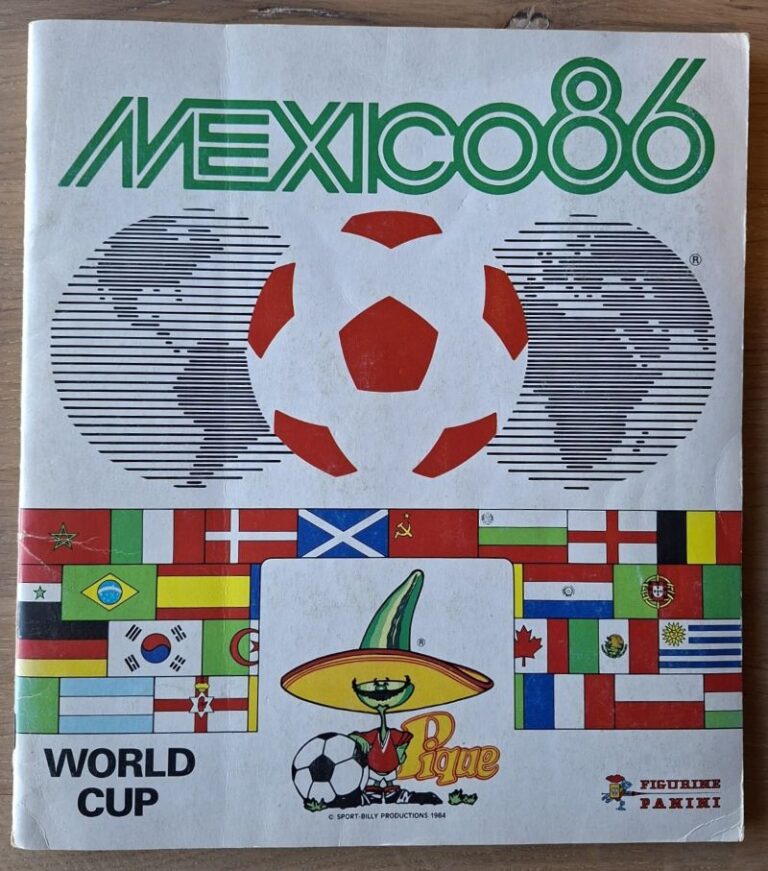 MEXICO86
®
®
Pique
WORLD
CUP
FIGURINE
PANINI
© SPORT-BILLY PRODUCTIONS 1984